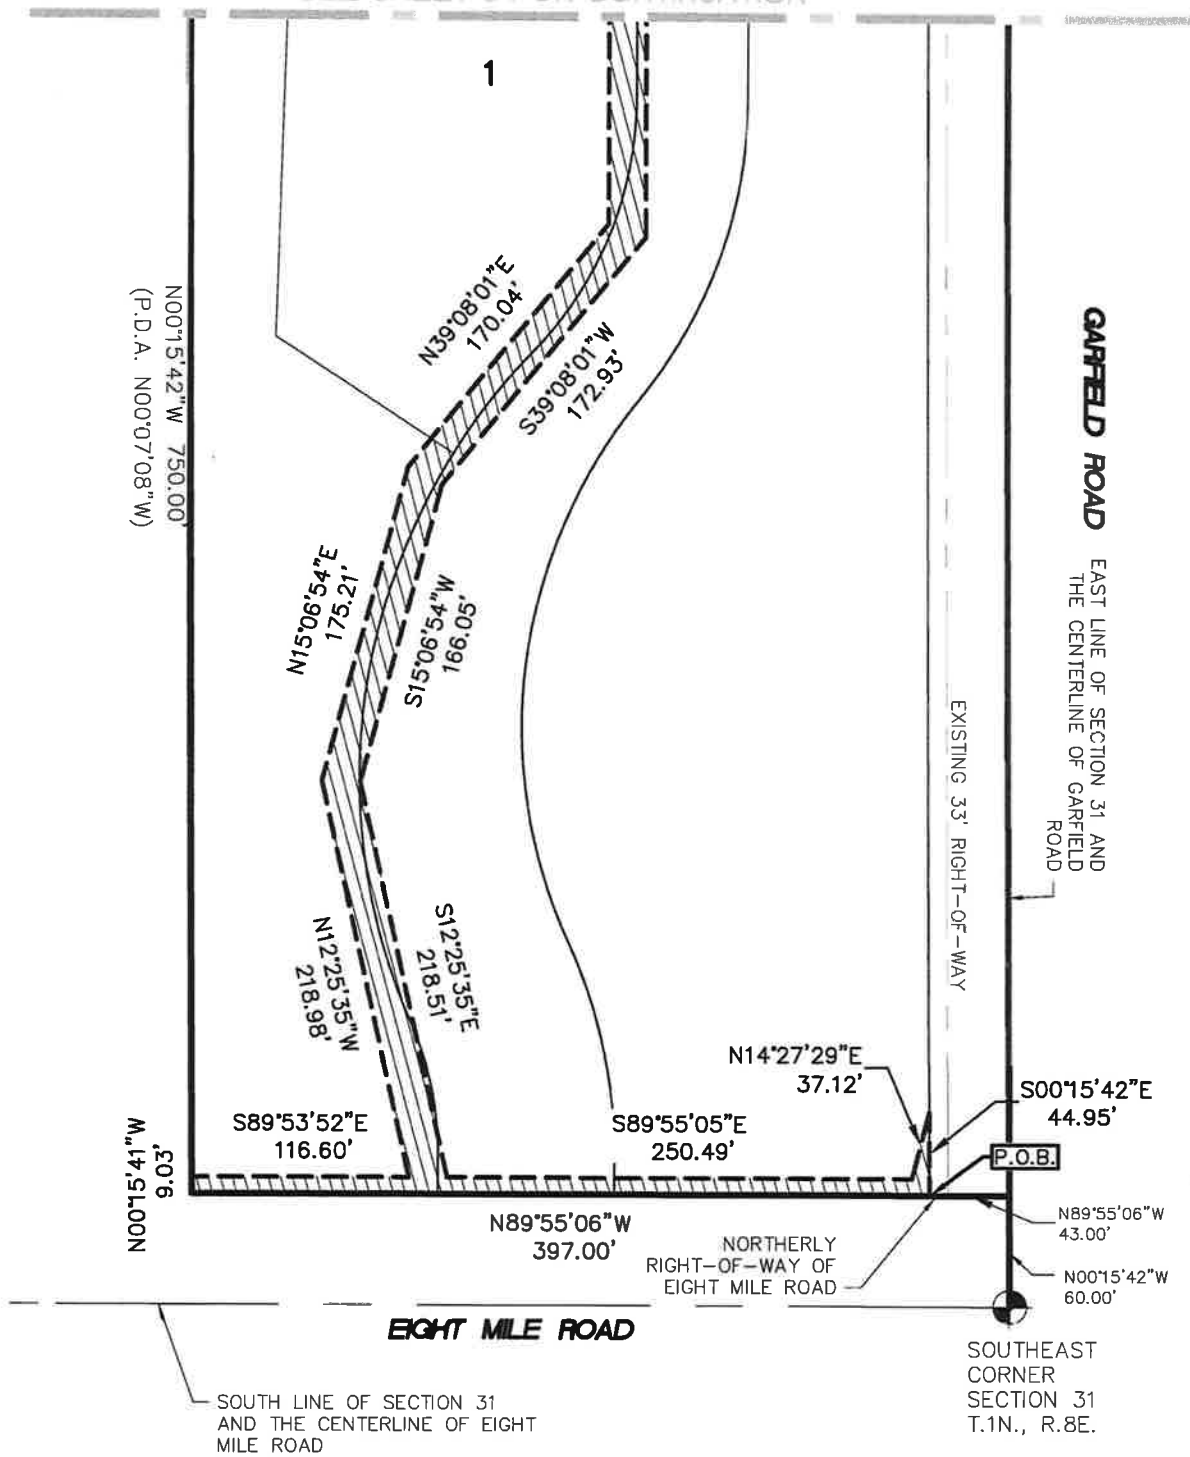 1
N39°08'01"E
170.04'
S39°08'01"W
172.93'
N00°15'42"W 750.00'
(P.D.A. N00°07'08"W)
GARFIELD ROAD
EAST LINE OF SECTION 31 AND
THE CENTERLINE OF GARFIELD
ROAD
N15°06'54"E
175.21'
S15°06'54"W
166.05'
EXISTING 33' RIGHT-OF-WAY
N12°25'35"W
218.98'
S12°25'35"E
218.51'
N14°27'29"E
37.12'
S00°15'42"E
44.95'
S89°53'52"E
116.60'
S89°55'05"E
250.49'
N00°15'41"W
9.03'
P.O.B.
N89°55'06"W
397.00'
N89°55'06"W
43.00'
NORTHERLY
RIGHT-OF-WAY OF
EIGHT MILE ROAD
N00°15'42"W
60.00'
EIGHT MILE ROAD
SOUTHEAST
CORNER
SECTION 31
T.1N., R.8E.
SOUTH LINE OF SECTION 31
AND THE CENTERLINE OF EIGHT
MILE ROAD